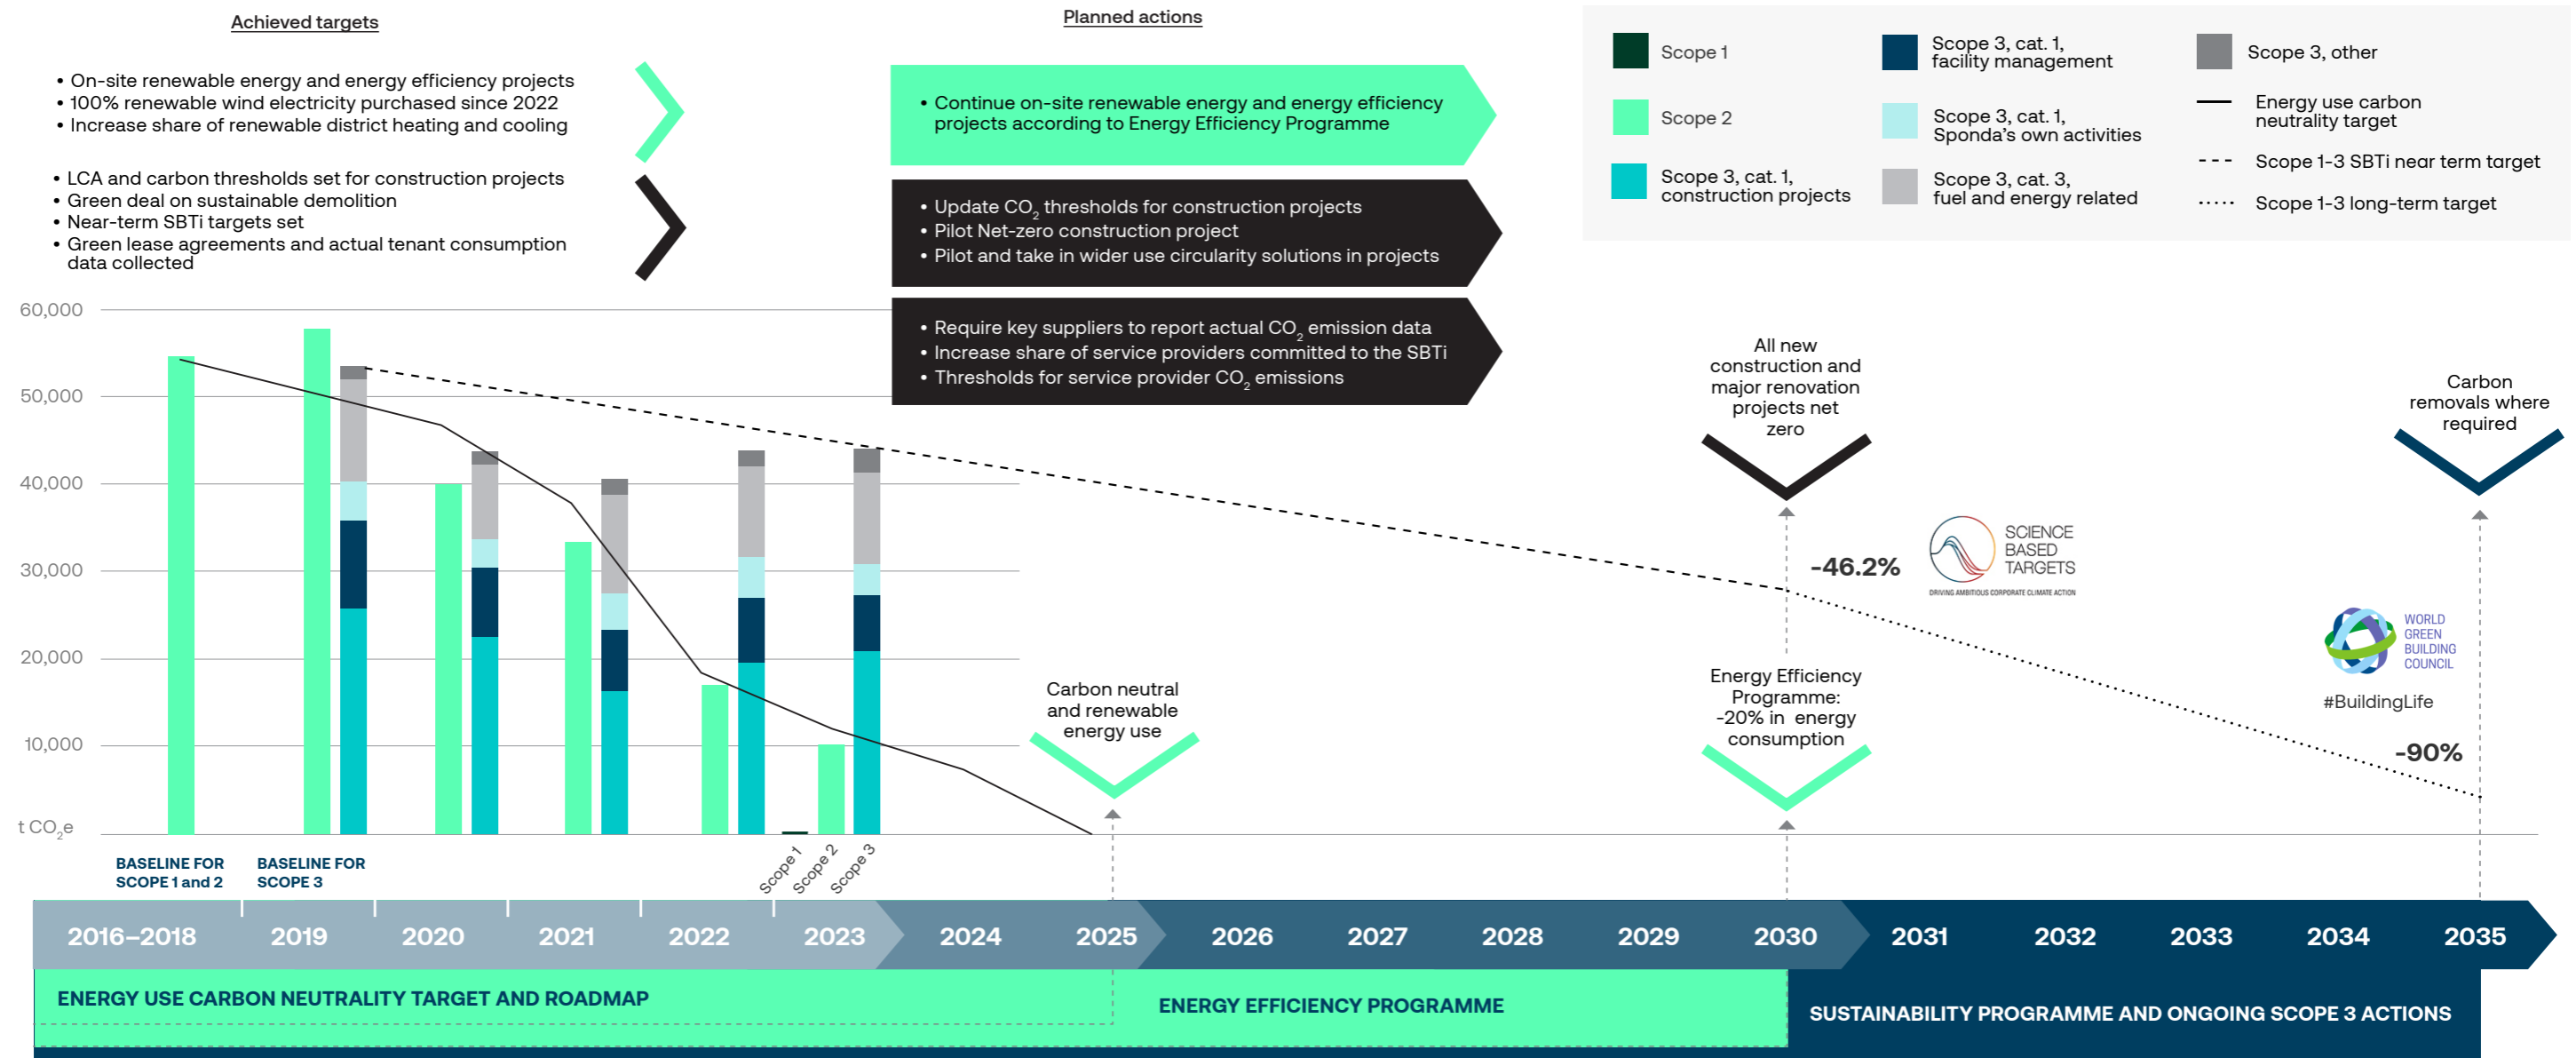 Achieved targets
• On-site renewable energy and energy efficiency projects
• 100% renewable wind electricity purchased since 2022
• Increase share of renewable district heating and cooling
• LCA and carbon thresholds set for construction projects
• Green deal on sustainable demolition
• Near-term SBTi targets set
• Green lease agreements and actual tenant consumption
data collected
Planned actions
• Continue on-site renewable energy and energy efficiency
projects according to Energy Efficiency Programme
• Update CO2 thresholds for construction projects
• Pilot Net-zero construction project
• Pilot and take in wider use circularity solutions in projects
• Require key suppliers to report actual CO2 emission data
• Increase share of service providers committed to the SBTi
• Thresholds for service provider CO2 emissions
Scope 1
Scope 2
Scope 3, cat. 1,
construction projects
Scope 3, cat. 1,
facility management
Scope 3, cat. 1,
Sponda's own activities
Scope 3, cat. 3,
fuel and energy related
Scope 3, other
Energy use carbon
neutrality target
Scope 1-3 SBTi near term target
Scope 1-3 long-term target
60,000
50,000
40,000
30,000
20,000
10,000
t CO2e
BASELINE FOR
SCOPE 1 and 2
BASELINE FOR
SCOPE 3
Scope 1
Scope 2
Scope 3
Carbon neutral
and renewable
energy use
All new
construction and
major renovation
projects net
zero
-46.2%
SCIENCE
BASED
TARGETS
DRIVING AMBITIOUS CORPORATE CLIMATE ACTION
Energy Efficiency
Programme:
-20% in energy
consumption
Carbon
removals where
required
WORLD
GREEN
BUILDING
COUNCIL
#BuildingLife
-90%
2016–2018
2019
2020
2021
2022
2023
2024
2025
2026
2027
2028
2029
2030
2031
2032
2033
2034
2035
ENERGY USE CARBON NEUTRALITY TARGET AND ROADMAP
ENERGY EFFICIENCY PROGRAMME
SUSTAINABILITY PROGRAMME AND ONGOING SCOPE 3 ACTIONS